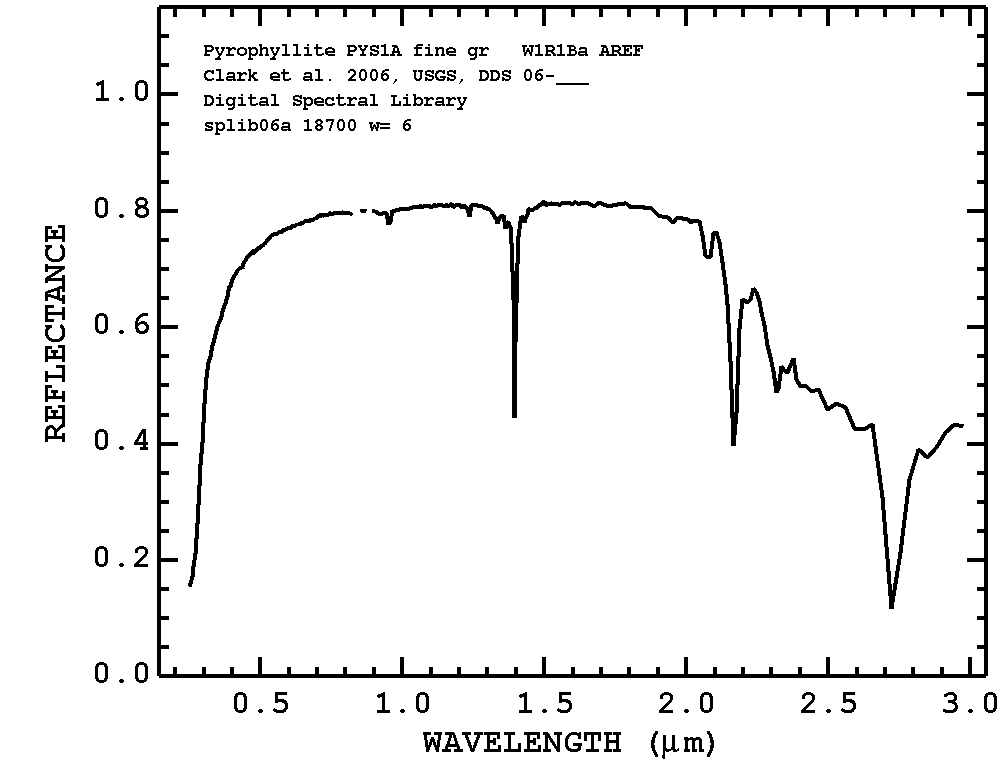 Pyrophyllite PYS1A fine gr W1R1Ba AREF
Clark et al. 2006, USGS, DDS 06-___
Digital Spectral Library
splib06a 18700 w= 6
REFLECTANCE
1.0
0.8
0.6
0.4
0.2
0.0
0.5 1.0 1.5 2.0 2.5 3.0
WAVELENGTH (μm)